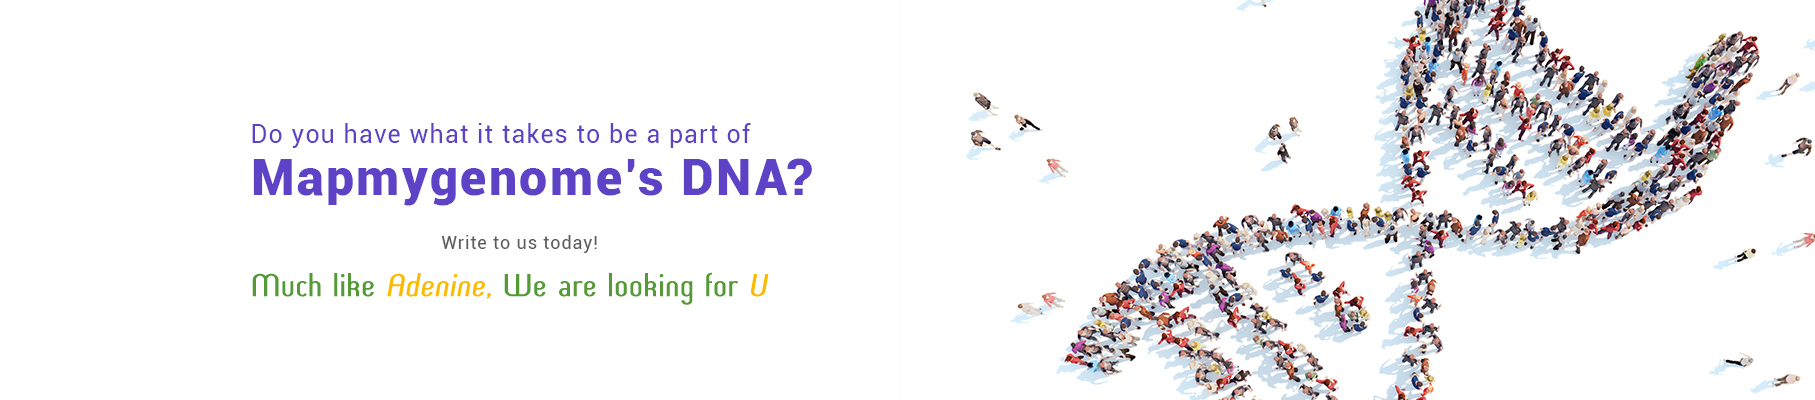 Do you have what it takes to be a part of
Mapmygenome's DNA?
Write to us today!
Much like Adenine, We are looking for U